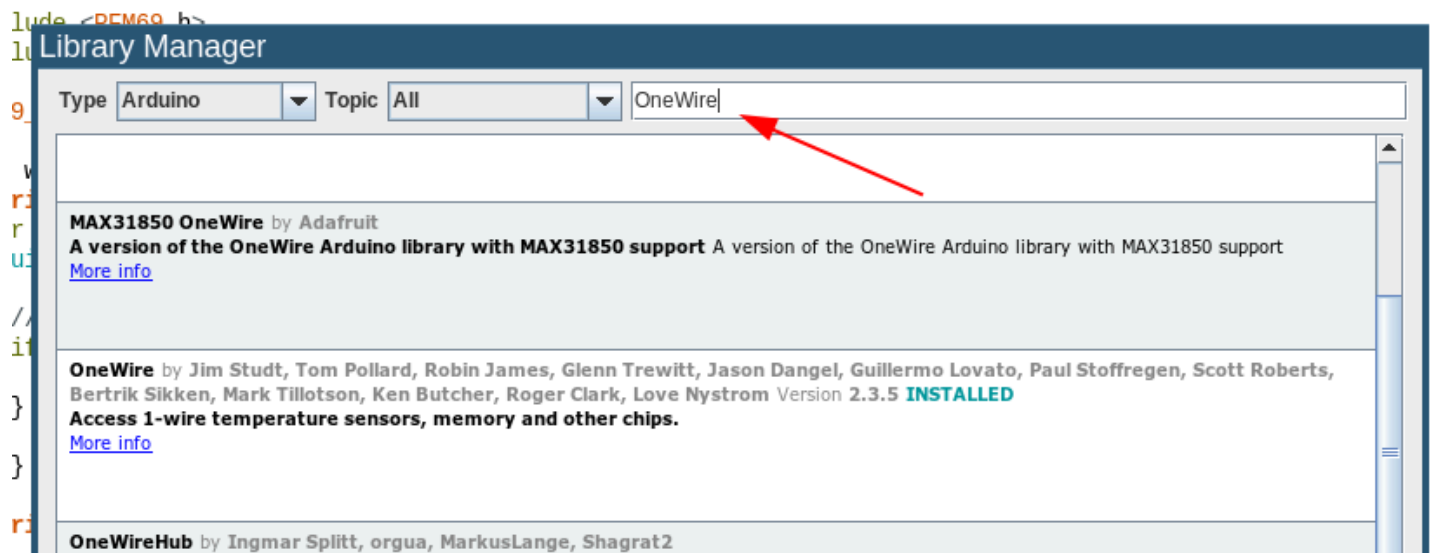 lude <RFM69.h>
Library Manager
Type Arduino Topic All OneWire
MAX31850 OneWire by Adafruit
A version of the OneWire Arduino library with MAX31850 support A version of the OneWire Arduino library with MAX31850 support
More info
OneWire by Jim Studt, Tom Pollard, Robin James, Glenn Trewitt, Jason Dangel, Guillermo Lovato, Paul Stoffregen, Scott Roberts,
Bertrik Sikken, Mark Tillotson, Ken Butcher, Roger Clark, Love Nystrom Version 2.3.5 INSTALLED
Access 1-wire temperature sensors, memory and other chips.
More info
OneWireHub by Ingmar Splitt, orgua, MarkusLange, Shagrat2